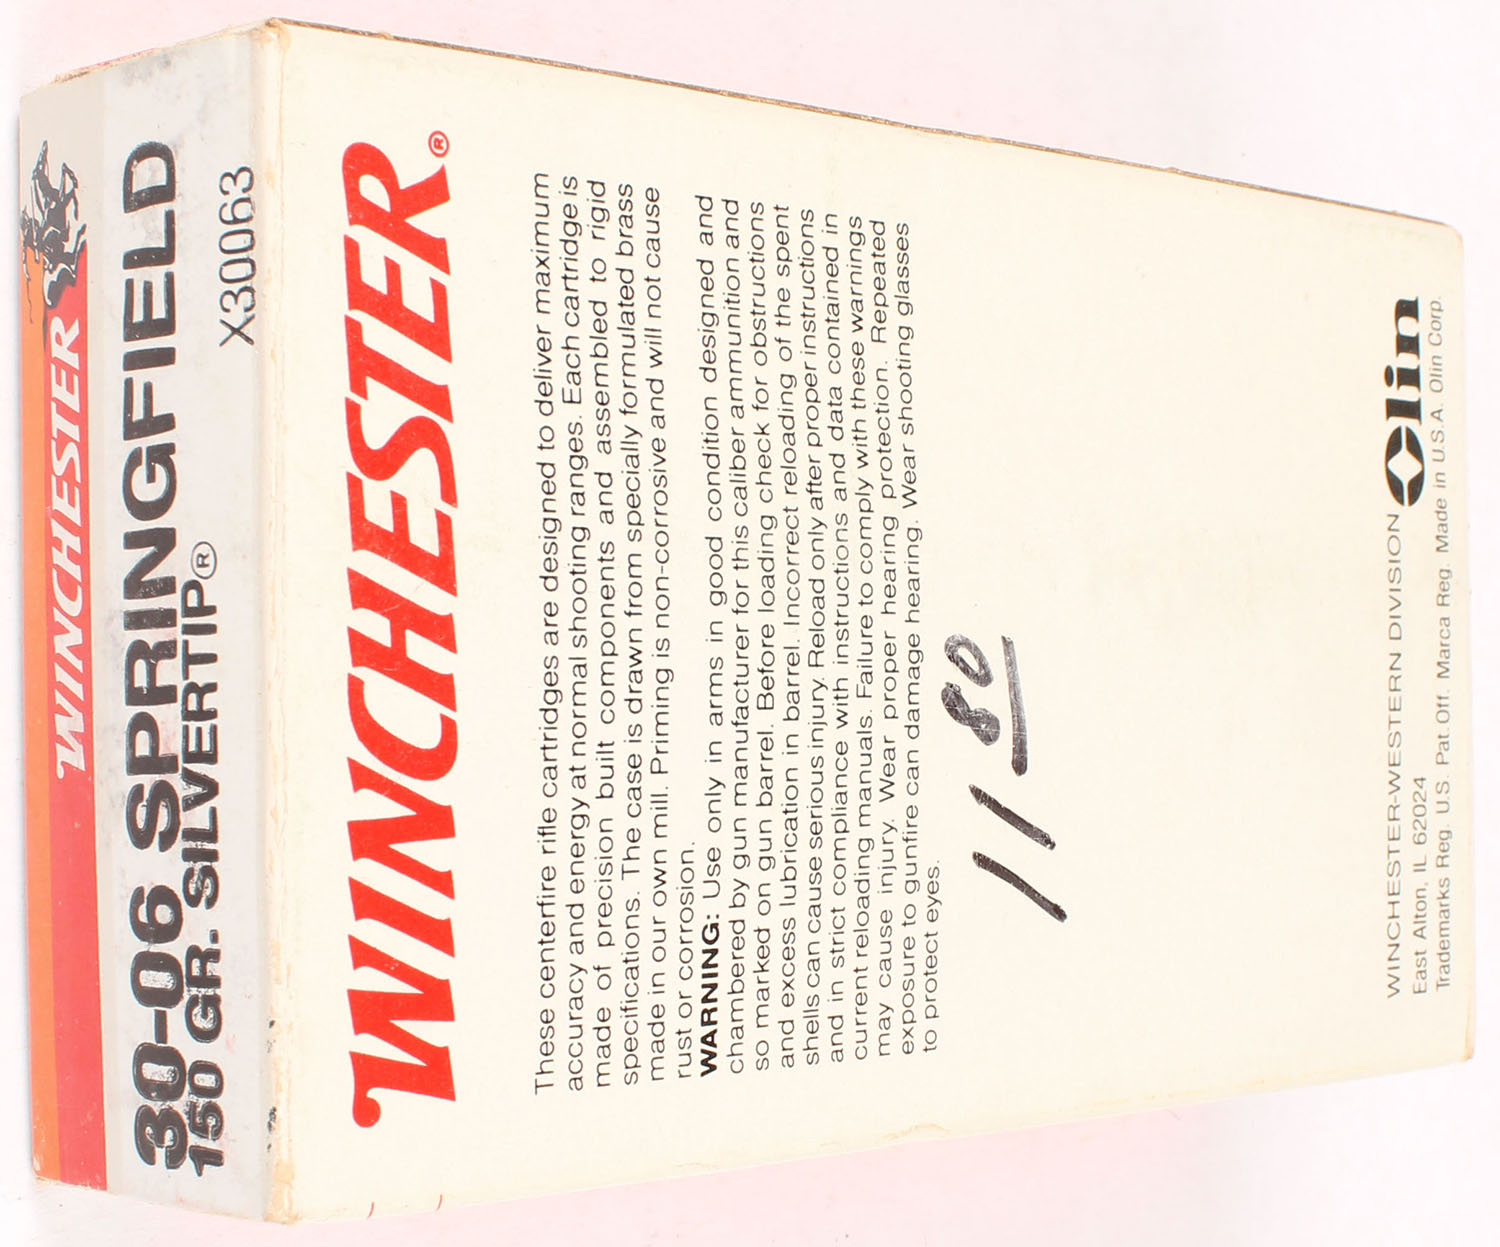 WINCHESTER
30-06 SPRINGFIELD
150 GR. SILVERTIP®
X30063
WINCHESTER®
These centerfire rifle cartridges are designed to deliver maximum
accuracy and energy at normal shooting ranges. Each cartridge is
made of precision built components and assembled to rigid
specifications. The case is drawn from specially formulated brass
made in our own mill. Priming is non-corrosive and will not cause
rust or corrosion.
WARNING: Use only in arms in good condition designed and
chambered by gun manufacturer for this caliber ammunition and
so marked on gun barrel. Before loading check for obstructions
and excess lubrication in barrel. Incorrect reloading of the spent
shells can cause serious injury. Reload only after proper instructions
and in strict compliance with instructions and data contained in
current reloading manuals. Failure to comply with these warnings
may cause injury. Wear proper hearing protection. Repeated
exposure to gunfire can damage hearing. Wear shooting glasses
to protect eyes.
11 80
WINCHESTER-WESTERN DIVISION Olin
East Alton, IL 62024
Trademarks Reg. U.S. Pat. Off. Marca Reg. Made in U.S.A. Olin Corp.